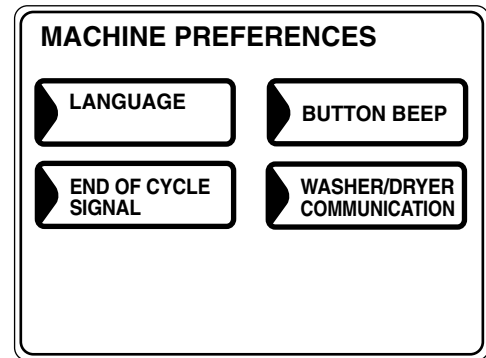 MACHINE PREFERENCES
LANGUAGE
BUTTON BEEP
END OF CYCLE
SIGNAL
WASHER/DRYER
COMMUNICATION